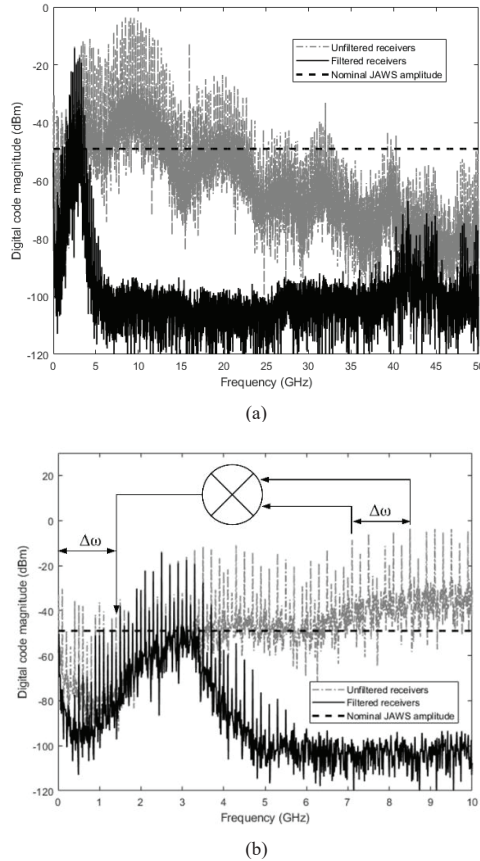 0
-20
-40
-60
-80
-100
-120
Digital code magnitude (dBm)
Unfiltered receivers
Filtered receivers
Nominal JAWS amplitude
0 5 10 15 20 25 30 35 40 45 50
Frequency (GHz)
(a)
20
0
-20
-40
-60
-80
-100
-120
Digital code magnitude (dBm)
Δω
Δω
Unfiltered receivers
Filtered receivers
Nominal JAWS amplitude
0 1 2 3 4 5 6 7 8 9 10
Frequency (GHz)
(b)